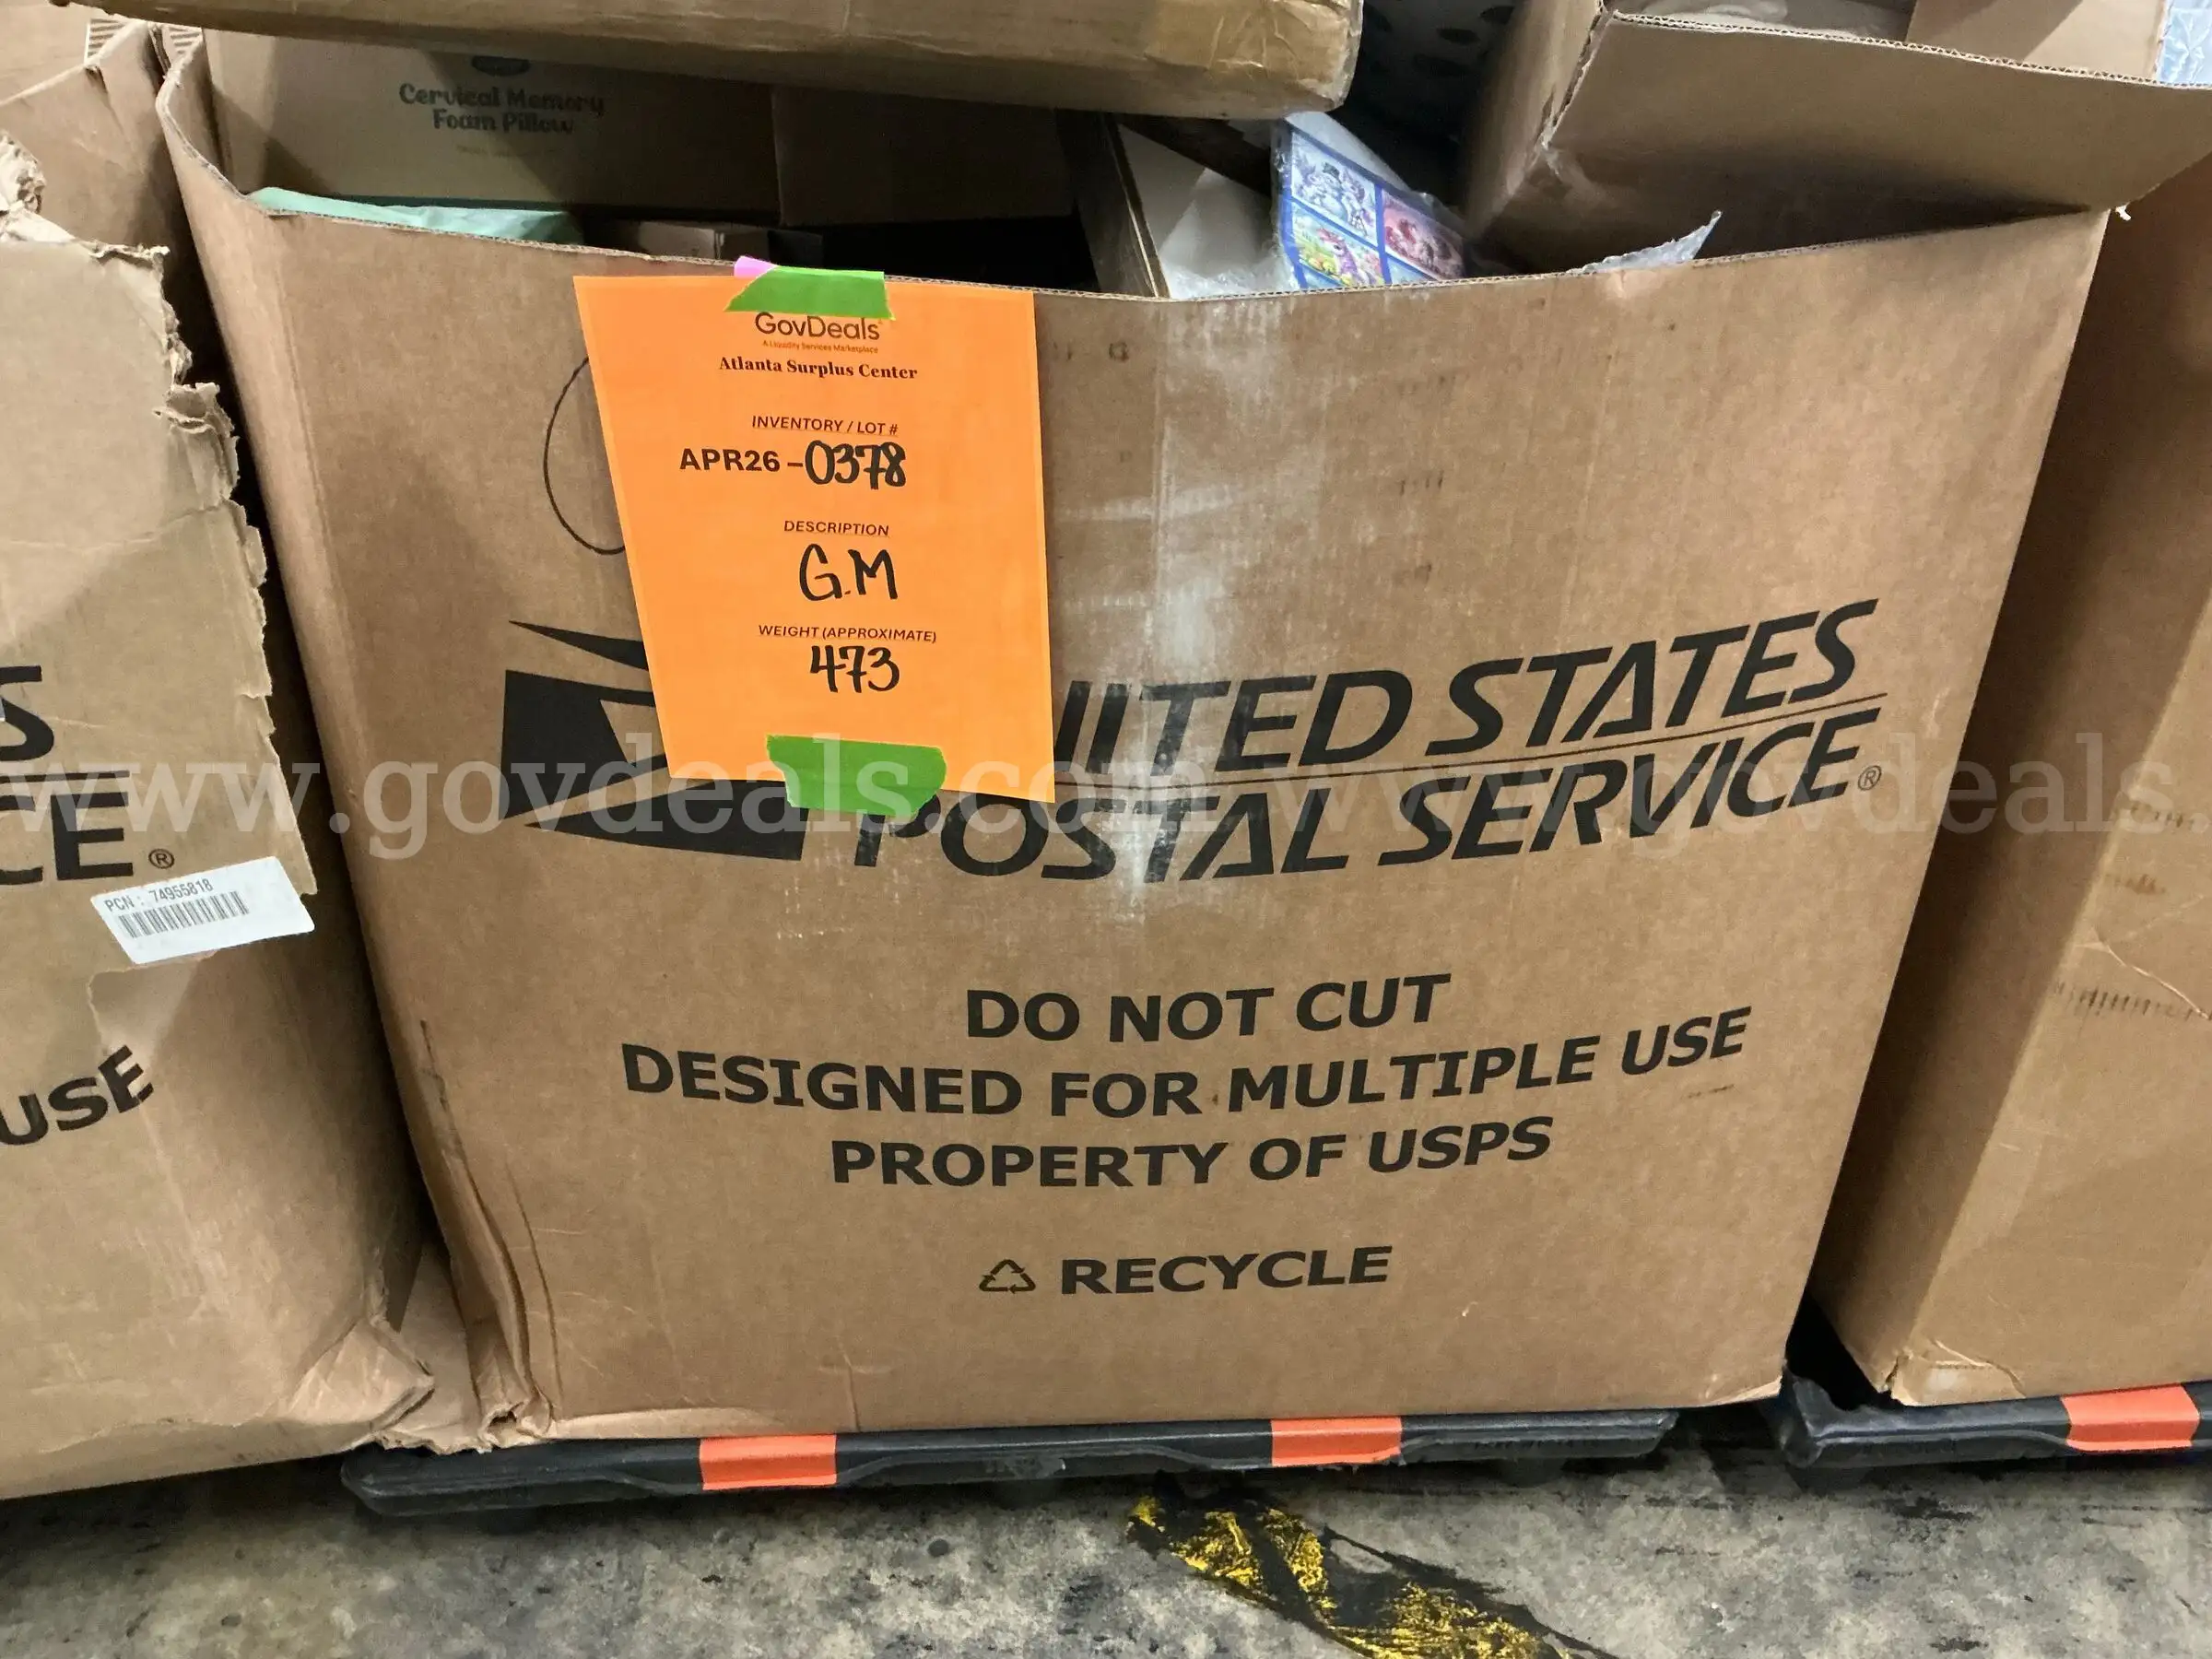 Cervical Memory
Foam Pillow
GovDeals
A Liquidity Services Marketplace
Atlanta Surplus Center
INVENTORY / LOT #
APR26 - 0378
DESCRIPTION
G.M
WEIGHT (APPROXIMATE)
473
UNITED STATES
POSTAL SERVICE®
www.govdeals.com www.govdeals.
DO NOT CUT
DESIGNED FOR MULTIPLE USE
PROPERTY OF USPS
RECYCLE
S
CE®
PCN : 74955818
USE